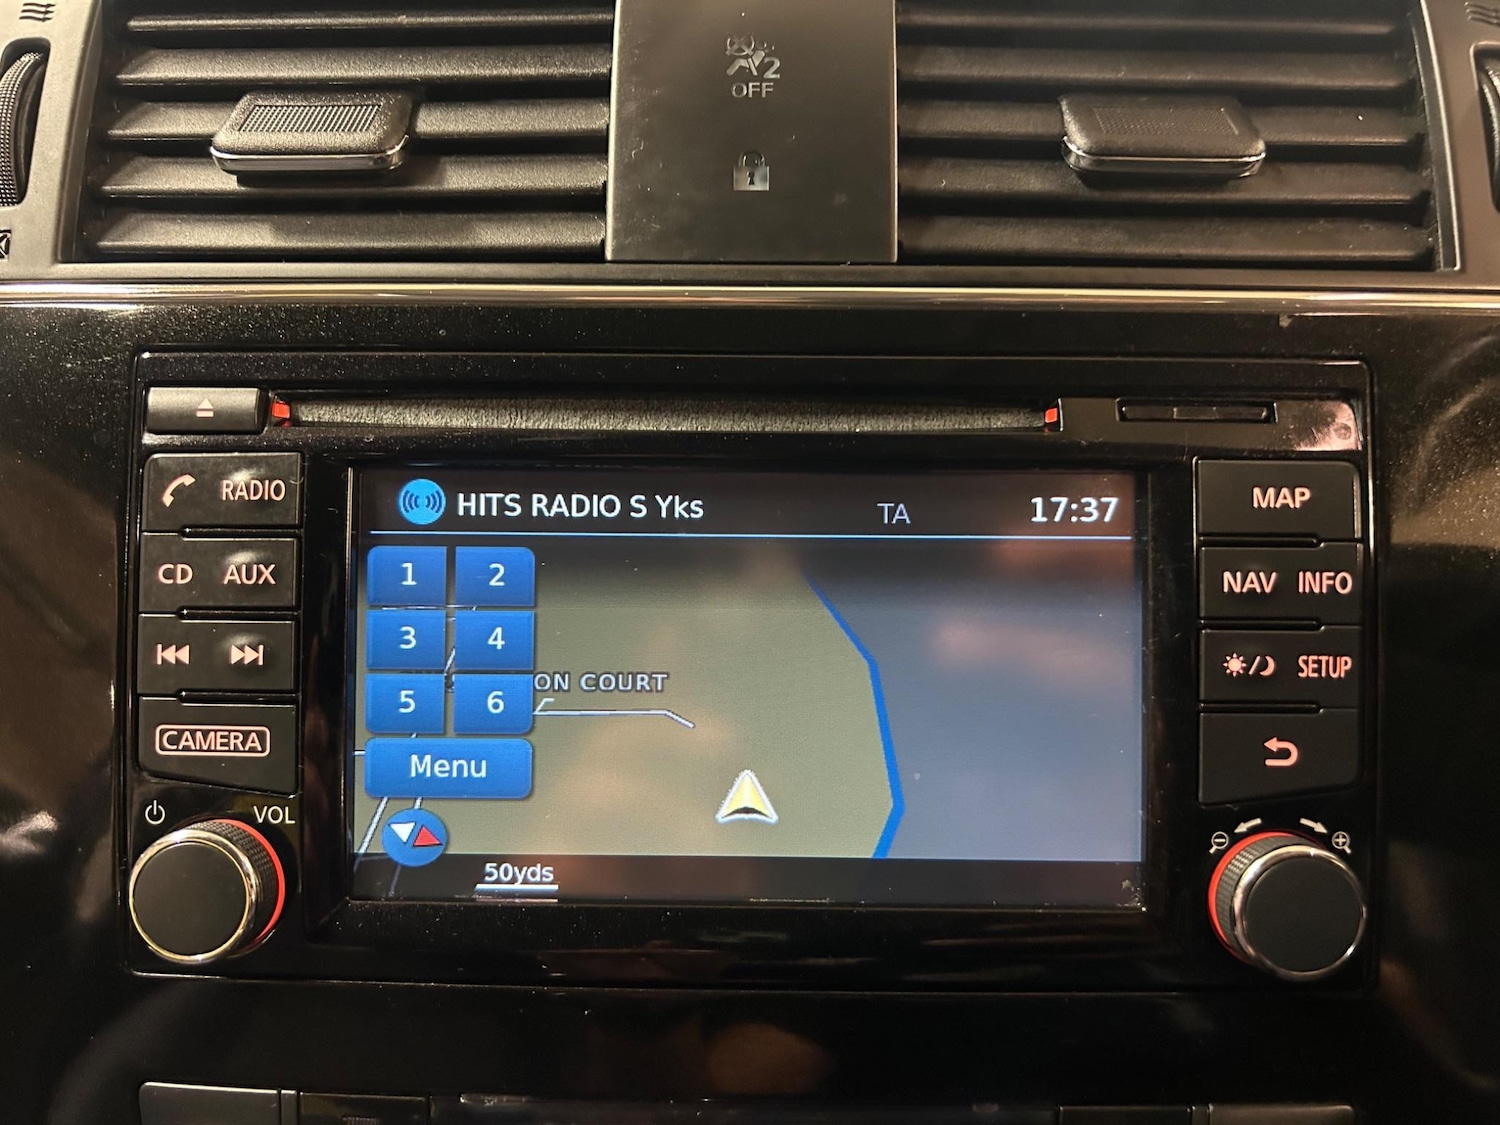 2
OFF
RADIO
HITS RADIO S Yks
TA
17:37
MAP
CD AUX
1 2
NAV INFO
3 4
ON COURT
SETUP
5 6
CAMERA
Menu
VOL
50yds